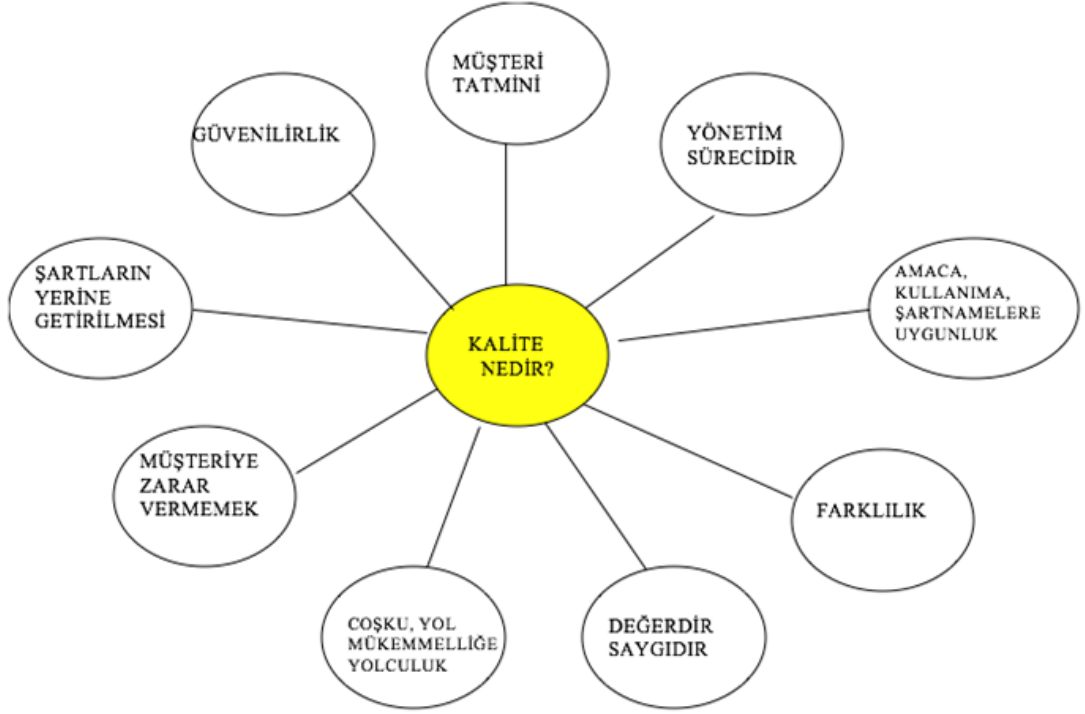 MÜŞTERİ
TATMİNİ
GÜVENİLİRLİK
YÖNETİM
SÜRECİDİR
ŞARTLARIN
YERİNE
GETİRİLMESİ
AMACA,
KULLANIMA,
ŞARTNAMELERE
UYGUNLUK
KALİTE
NEDİR?
MÜŞTERİYE
ZARAR
VERMEMEK
FARKLILIK
COŞKU, YOL
MÜKEMMELLİĞE
YOLCULUK
DEĞERDİR
SAYGIDIR